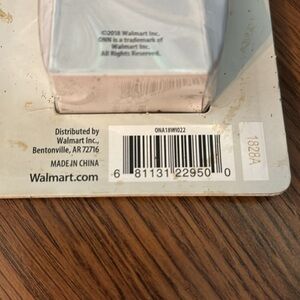 ©2018 Walmart Inc.
ONN is a trademark of
Walmart Inc.
All Rights Reserved.
Distributed by
Walmart Inc.,
Bentonville, AR 72716
MADE IN CHINA
Walmart.com
ONA18WI022
6 81131 22950 0
1828A